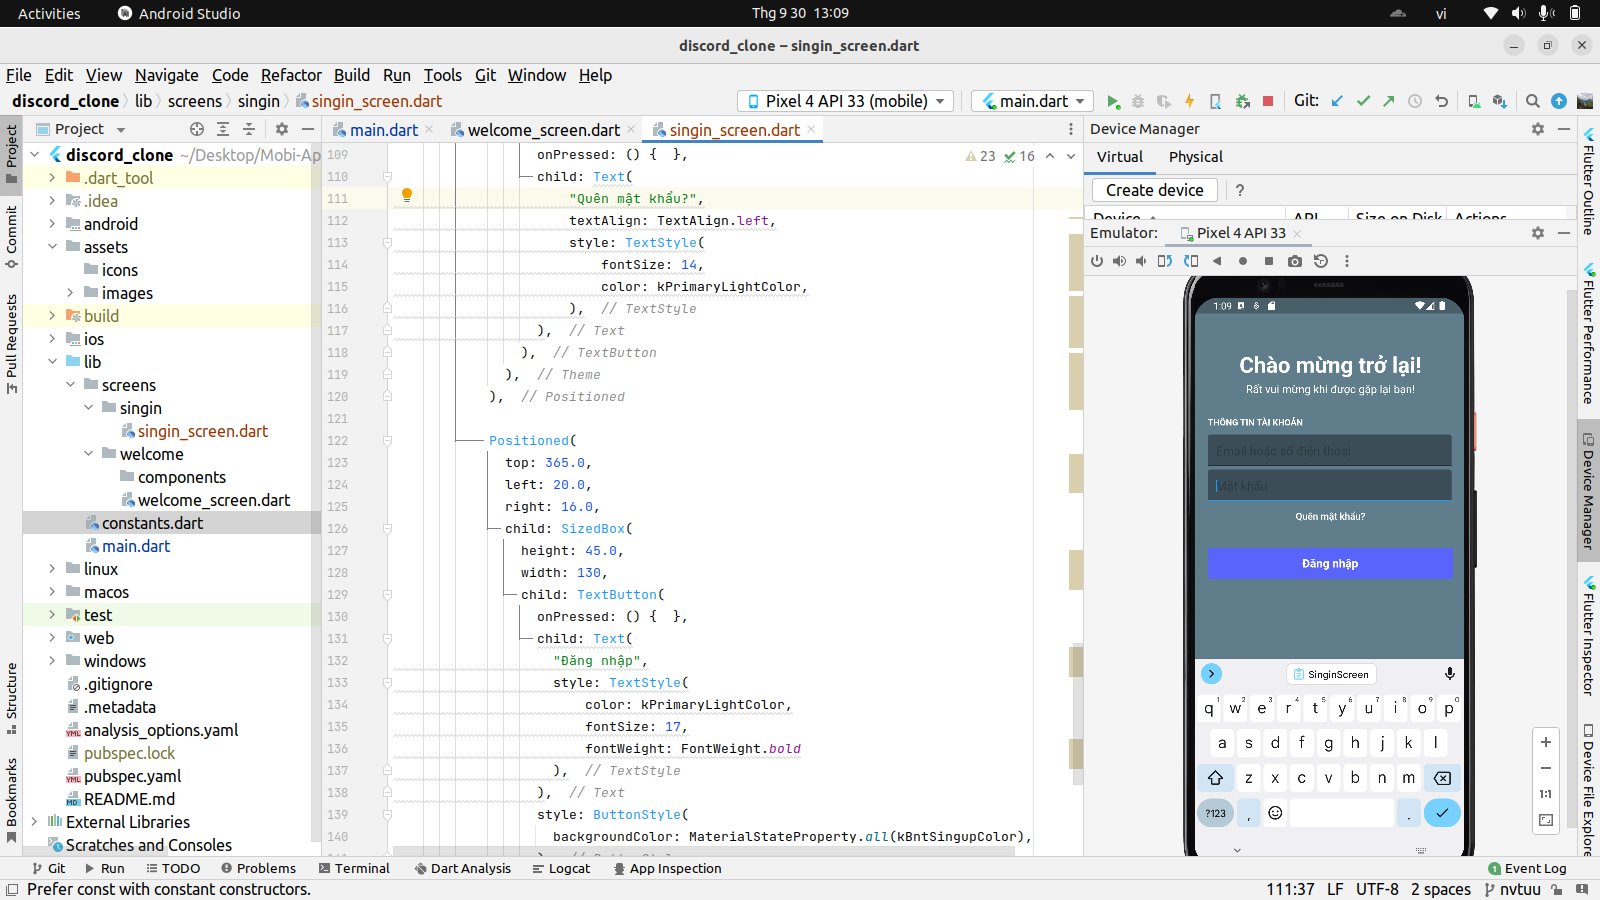 Activities
Android Studio
Thg 9 30 13:09
vi
discord_clone – singin_screen.dart
File Edit View Navigate Code Refactor Build Run Tools Git Window Help
discord_clone lib screens singin singin_screen.dart
Pixel 4 API 33 (mobile)
main.dart
Git:
Project
main.dart
welcome_screen.dart
singin_screen.dart
Device Manager
Project
Commit
Pull Requests
Structure
Bookmarks
discord_clone ~/Desktop/Mobi-Ap
.dart_tool
.idea
android
assets
icons
images
build
ios
lib
screens
singin
singin_screen.dart
welcome
components
welcome_screen.dart
constants.dart
main.dart
linux
macos
test
web
windows
.gitignore
.metadata
analysis_options.yaml
pubspec.lock
pubspec.yaml
README.md
External Libraries
Scratches and Consoles
23 16
109 onPressed: () { },
110 child: Text(
111 "Quên mật khẩu?",
112 textAlign: TextAlign.left,
113 style: TextStyle(
114 fontSize: 14,
115 color: kPrimaryLightColor,
116 ), // TextStyle
117 ), // Text
118 ), // TextButton
119 ), // Theme
120 ), // Positioned
121
122 Positioned(
123 top: 365.0,
124 left: 20.0,
125 right: 16.0,
126 child: SizedBox(
127 height: 45.0,
128 width: 130,
129 child: TextButton(
130 onPressed: () { },
131 child: Text(
132 "Đăng nhập",
133 style: TextStyle(
134 color: kPrimaryLightColor,
135 fontSize: 17,
136 fontWeight: FontWeight.bold
137 ), // TextStyle
138 ), // Text
139 style: ButtonStyle(
140 backgroundColor: MaterialStateProperty.all(kBntSingupColor),
Virtual Physical
Create device ?
Device API Size on Disk Actions
Emulator: Pixel 4 API 33
1:09
Chào mừng trở lại!
Rất vui mừng khi được gặp lại bạn!
THÔNG TIN TÀI KHOẢN
Email hoặc số điện thoại
Mật khẩu
Quên mật khẩu?
Đăng nhập
SinginScreen
q1 w2 e3 r4 t5 y6 u7 i8 o9 p0
a s d f g h j k l
z x c v b n m
?123 , .
1:1
Flutter Outline
Flutter Performance
Device Manager
Flutter Inspector
Device File Explorer
Git Run TODO Problems Terminal Dart Analysis Logcat App Inspection
1 Event Log
Prefer const with constant constructors.
111:37 LF UTF-8 2 spaces nvtuu